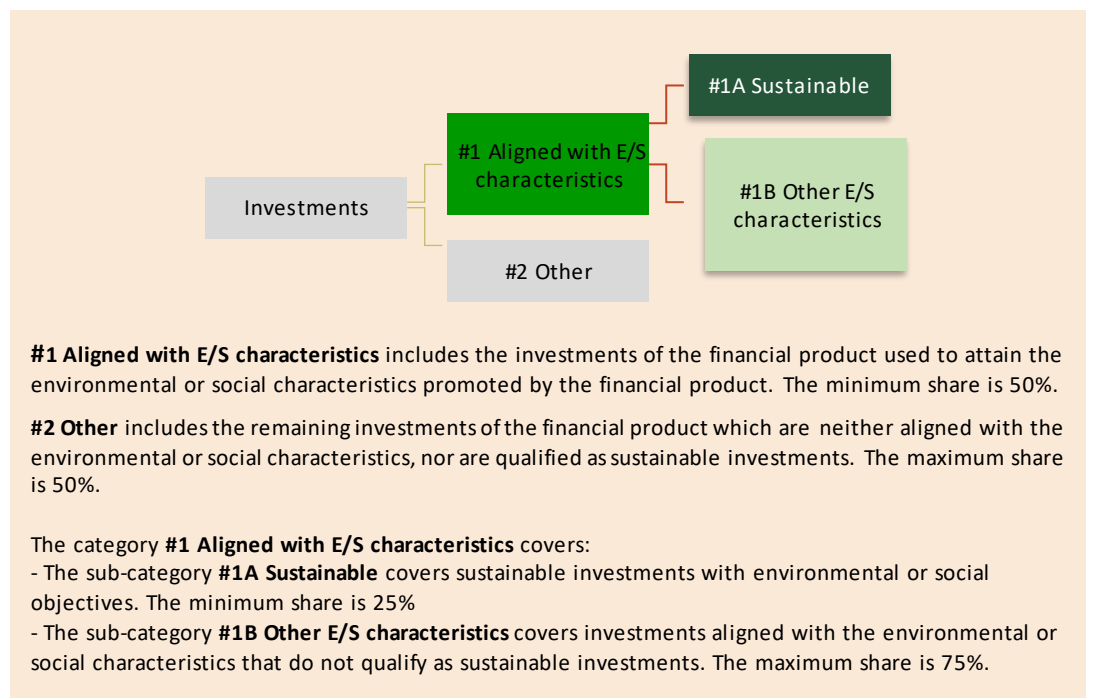 #1A Sustainable
#1 Aligned with E/S
characteristics
#1B Other E/S
characteristics
Investments
#2 Other
#1 Aligned with E/S characteristics includes the investments of the financial product used to attain the
environmental or social characteristics promoted by the financial product. The minimum share is 50%.
#2 Other includes the remaining investments of the financial product which are neither aligned with the
environmental or social characteristics, nor are qualified as sustainable investments. The maximum share
is 50%.
The category #1 Aligned with E/S characteristics covers:
- The sub-category #1A Sustainable covers sustainable investments with environmental or social
objectives. The minimum share is 25%
- The sub-category #1B Other E/S characteristics covers investments aligned with the environmental or
social characteristics that do not qualify as sustainable investments. The maximum share is 75%.